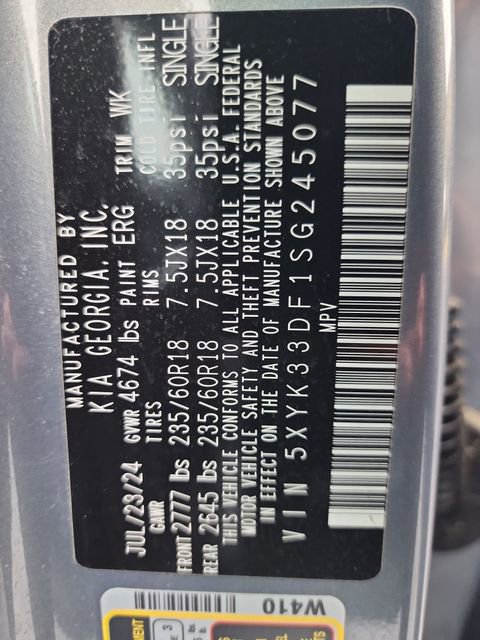 MANUFACTURED BY
KIA GEORGIA, INC.
JUL/23/24 GVWR 4674 lbs PAINT ERG TRIM WK
GAWR TIRES RIMS COLD TIRE INFL
FRONT 2777 lbs 235/60R18 7.5JX18 35psi SINGLE
REAR 2645 lbs 235/60R18 7.5JX18 35psi SINGLE
THIS VEHICLE CONFORMS TO ALL APPLICABLE U.S.A. FEDERAL
MOTOR VEHICLE SAFETY AND THEFT PREVENTION STANDARDS
IN EFFECT ON THE DATE OF MANUFACTURE SHOWN ABOVE
VIN 5XYK33DF1SG245077
MPV
W410